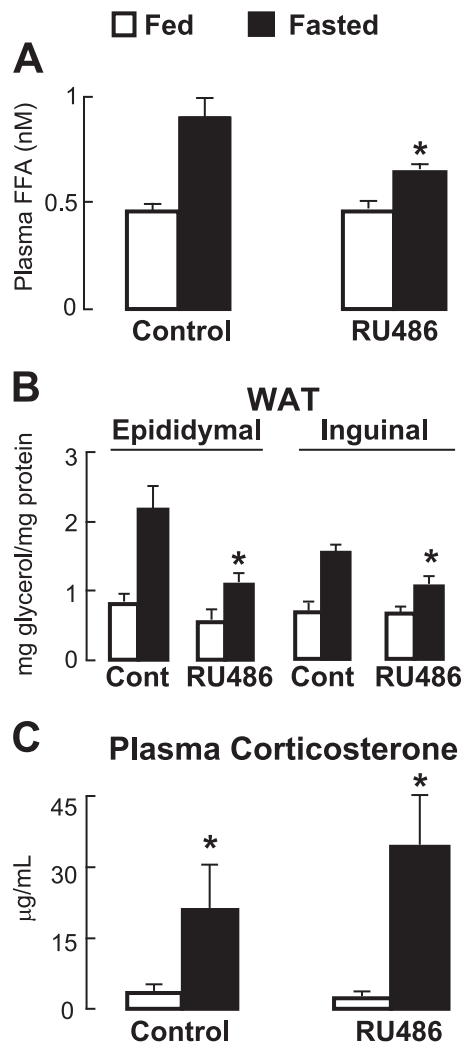 Fed Fasted
A
Plasma FFA (nM)
1
0.5
0
*
Control RU486
B
WAT
Epididymal Inguinal
mg glycerol/mg protein
3
2
1
0
* *
Cont RU486 Cont RU486
C
Plasma Corticosterone
µg/mL
45
30
15
0
* *
Control RU486